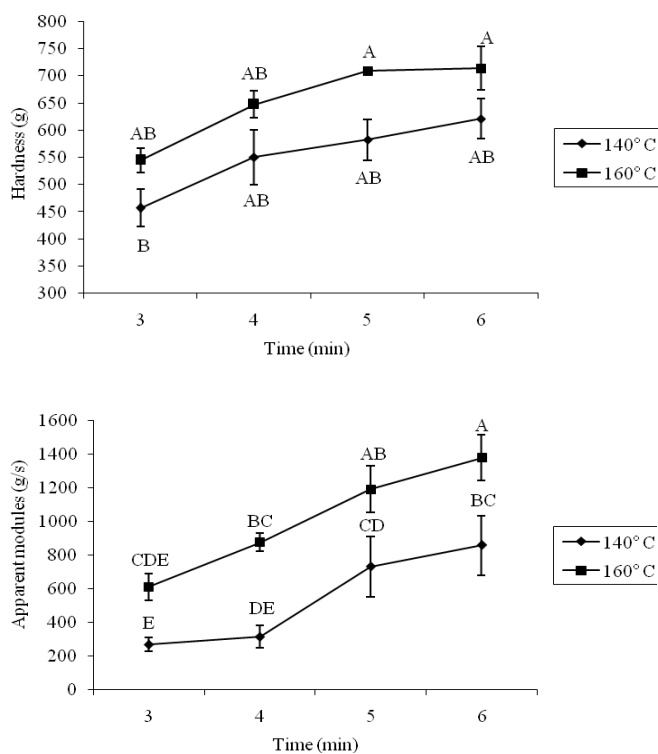 800
750
700
650
600
550
500
450
400
350
300
Hardness (g)
AB
AB
A
A
B
AB
AB
AB
3 4 5 6
Time (min)
140°C
160°C
1600
1400
1200
1000
800
600
400
200
0
Apparent modules (g/s)
CDE
BC
AB
A
E
DE
CD
BC
3 4 5 6
Time (min)
140°C
160°C